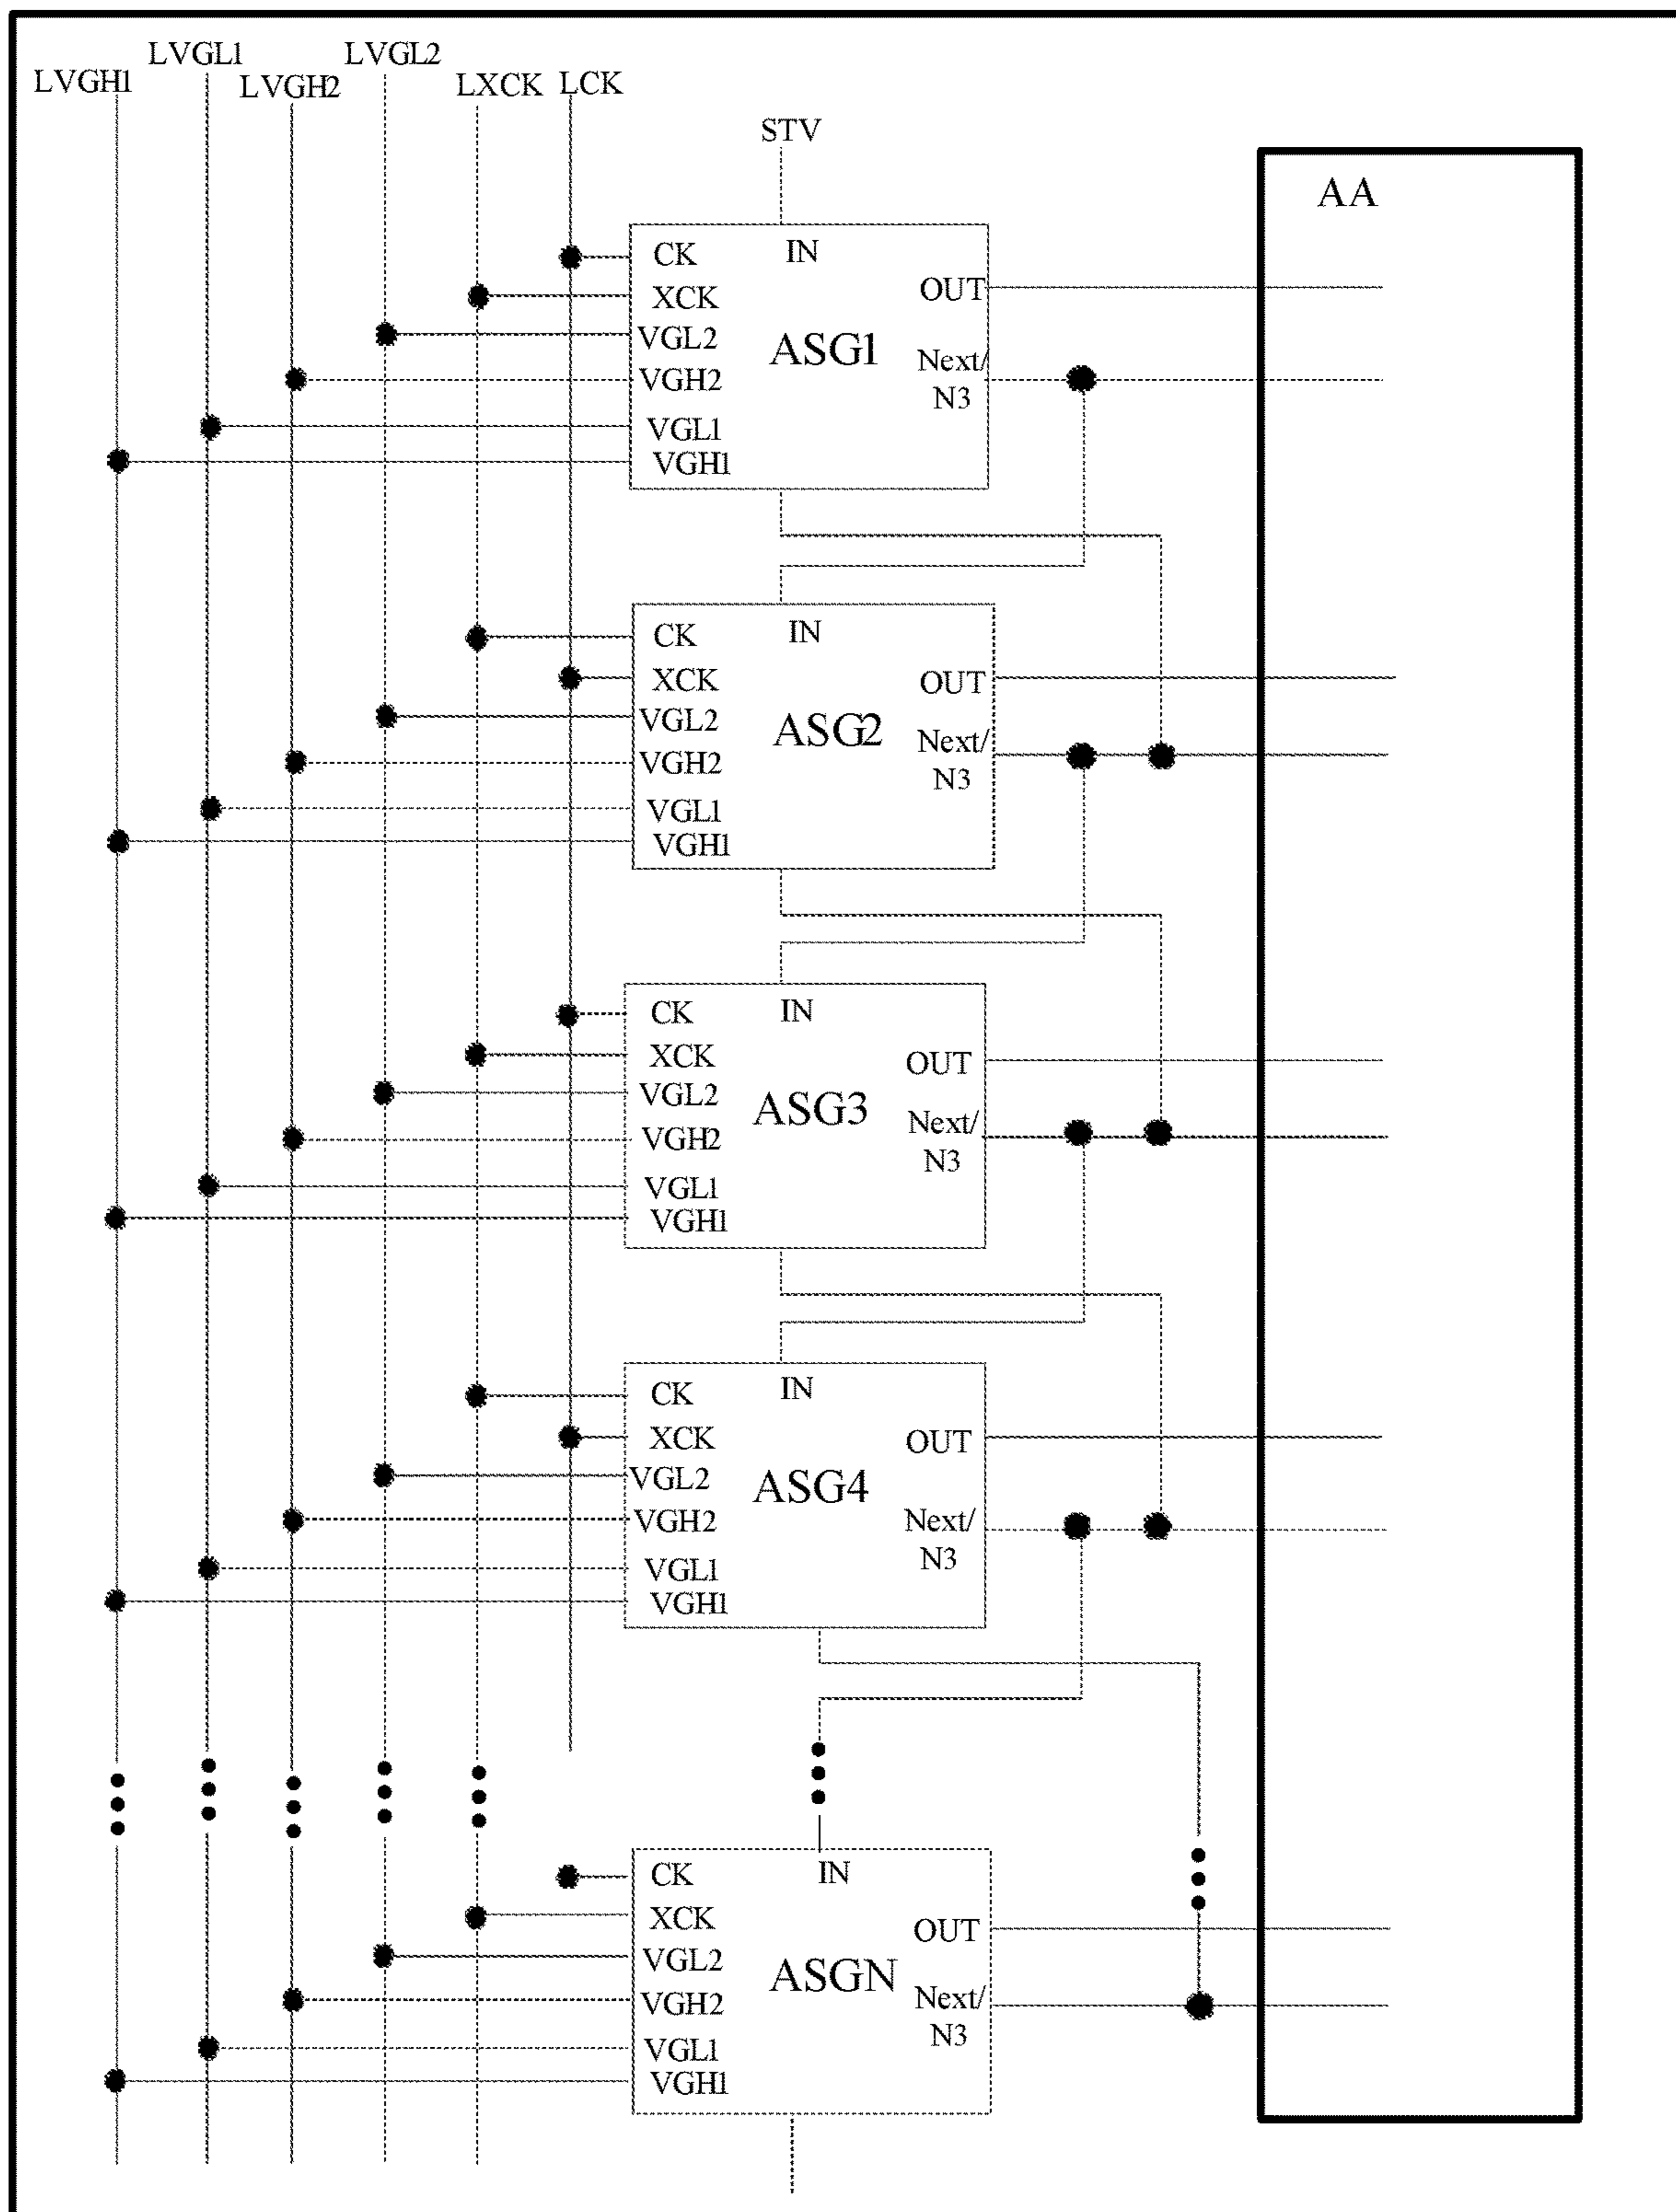 LVGH1
LVGL1
LVGH2
LVGL2
LXCK
LCK
STV
AA
IN
CK
XCK
VGL2
VGH2
VGL1
VGH1
ASG1
OUT
Next/
N3
IN
CK
XCK
VGL2
VGH2
VGL1
VGH1
ASG2
OUT
Next/
N3
IN
CK
XCK
VGL2
VGH2
VGL1
VGH1
ASG3
OUT
Next/
N3
IN
CK
XCK
VGL2
VGH2
VGL1
VGH1
ASG4
OUT
Next/
N3
IN
CK
XCK
VGL2
VGH2
VGL1
VGH1
ASGN
OUT
Next/
N3